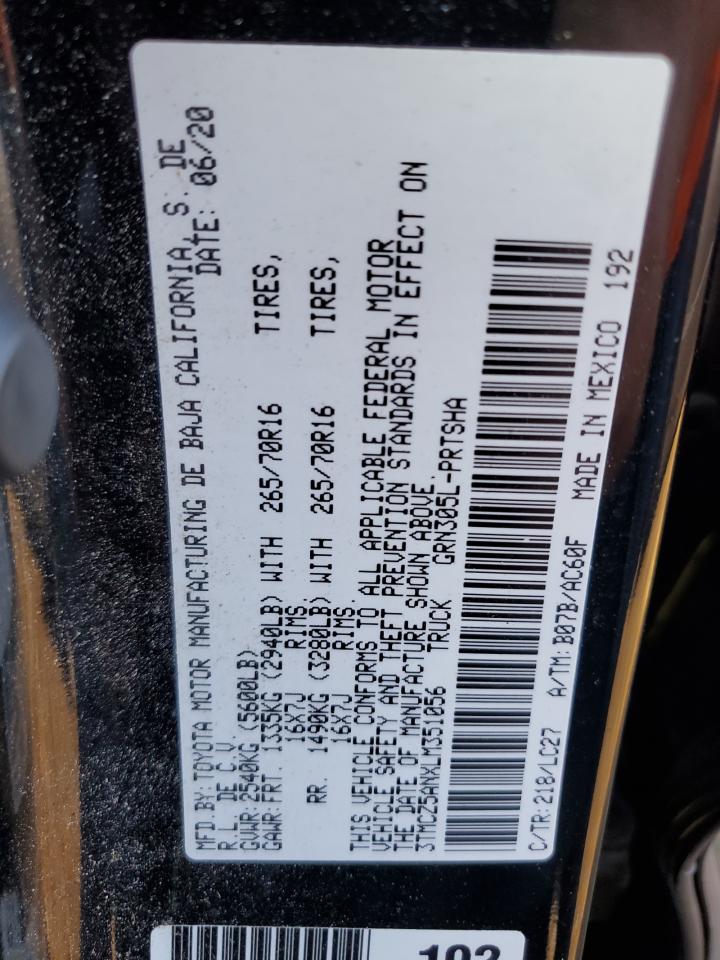 MFD.BY:TOYOTA MOTOR MANUFACTURING DE BAJA CALIFORNIA,S. DE
R. L. DE C.V DATE: 06/20
GVWR:2540KG(5600LB)
GAWR:FRT. 1335KG (2940LB) WITH 265/70R16 TIRES,
16X7J RIMS.
RR. 1490KG (3280LB) WITH 265/70R16 TIRES,
16X7J RIMS.
THIS VEHICLE CONFORMS TO ALL APPLICABLE FEDERAL MOTOR
VEHICLE SAFETY AND THEFT PREVENTION STANDARDS IN EFFECT ON
THE DATE OF MANUFACTURE SHOWN ABOVE.
3TMCZ5ANXLM351056 TRUCK GRN305L-PRTSHA
C/TR:218/LC27 A/TM:B07B/AC60F MADE IN MEXICO 192